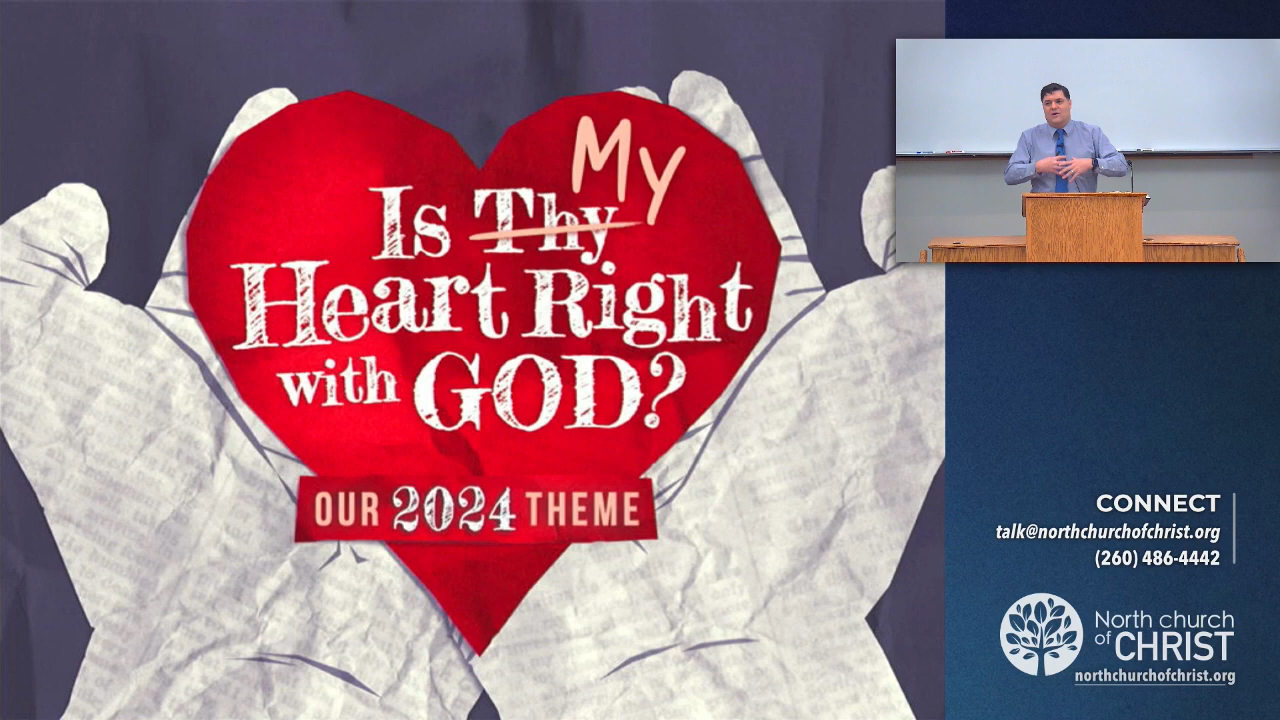 My
Is Thy
Heart Right
with GOD?
OUR 2024 THEME
CONNECT
talk@northchurchofchrist.org
(260) 486-4442
North church
of CHRIST
northchurchofchrist.org